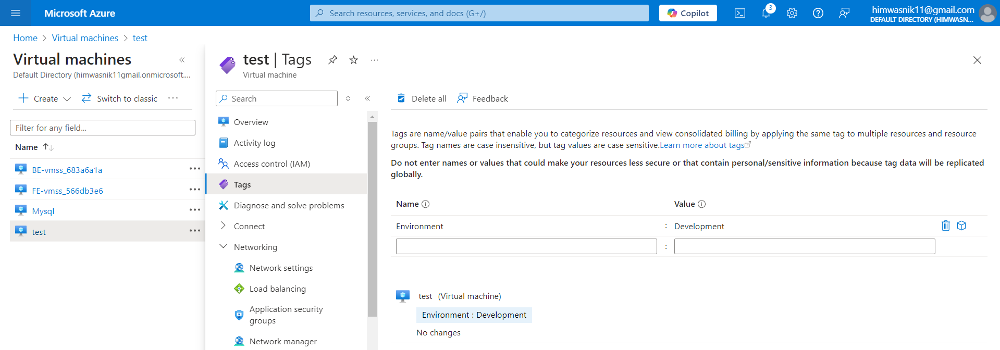 Microsoft Azure
Search resources, services, and docs (G+/)
Copilot
3
himwasnik11@gmail.com
DEFAULT DIRECTORY (HIMWASN...
Home > Virtual machines > test
Virtual machines
Default Directory (himwasnik11gmail.onmicrosoft....
Create
Switch to classic
Filter for any field...
Name
BE-vmss_683a6a1a
FE-vmss_566db3e6
Mysql
test
test | Tags
Virtual machine
Search
Overview
Activity log
Access control (IAM)
Tags
Diagnose and solve problems
Connect
Networking
Network settings
Load balancing
Application security
groups
Network manager
Delete all
Feedback
Tags are name/value pairs that enable you to categorize resources and view consolidated billing by applying the same tag to multiple resources and resource
groups. Tag names are case insensitive, but tag values are case sensitive.Learn more about tags
Do not enter names or values that could make your resources less secure or that contain personal/sensitive information because tag data will be replicated
globally.
Name
Value
Environment : Development
:
test (Virtual machine)
Environment : Development
No changes